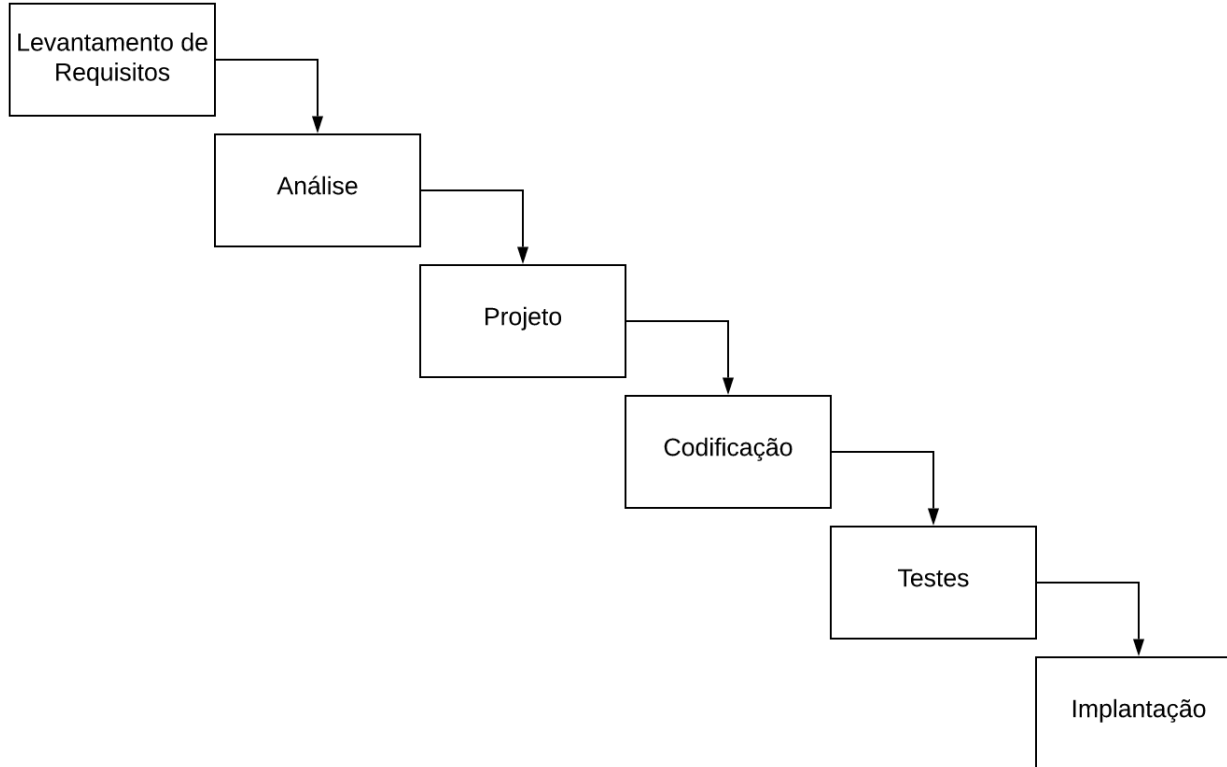 Levantamento de
Requisitos
Análise
Projeto
Codificação
Testes
Implantação